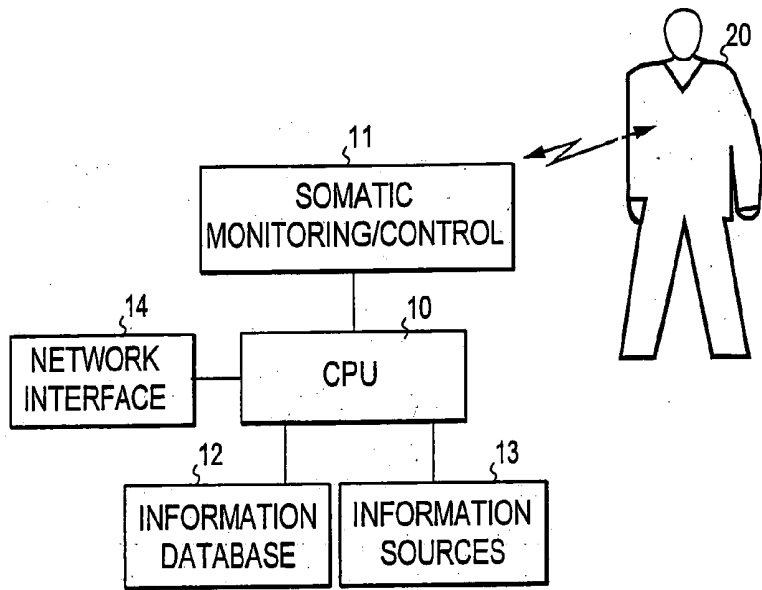 20
11
SOMATIC
MONITORING/CONTROL
14
10
NETWORK
INTERFACE
CPU
12
13
INFORMATION
DATABASE
INFORMATION
SOURCES